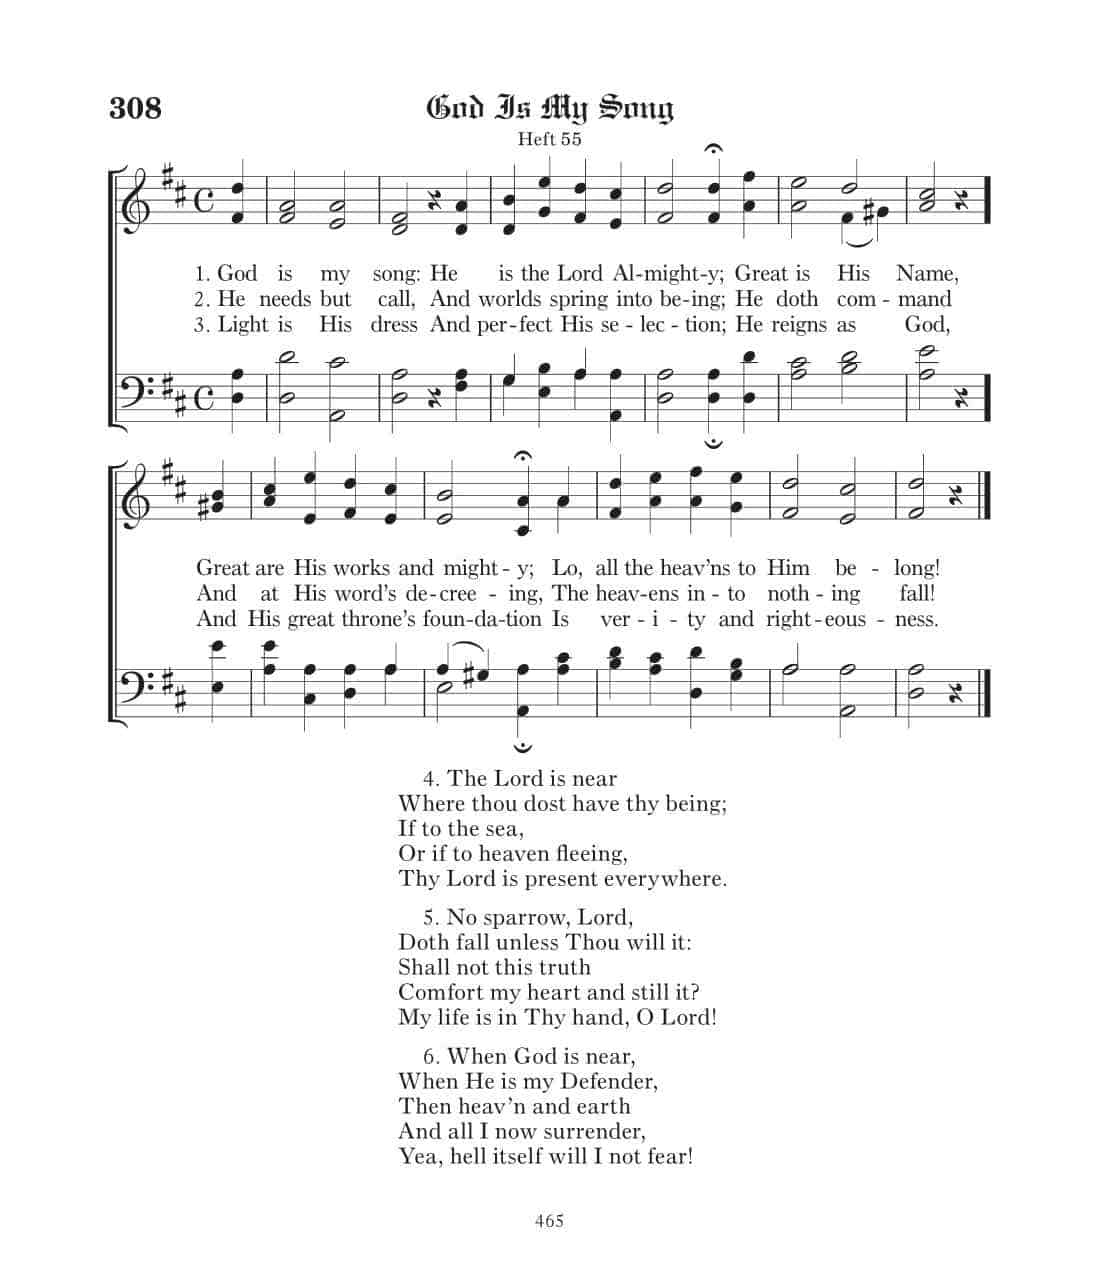 308
God Is My Song
Heft 55
1. God is my song: He is the Lord Al-might-y; Great is His Name,
2. He needs but call, And worlds spring into be-ing; He doth com - mand
3. Light is His dress And per-fect His se - lec - tion; He reigns as God,
Great are His works and might - y; Lo, all the heav'ns to Him be - long!
And at His word's de-cree - ing, The heav-ens in - to noth - ing fall!
And His great throne's foun-da-tion Is ver - i - ty and right-eous - ness.
4. The Lord is near
Where thou dost have thy being;
If to the sea,
Or if to heaven fleeing,
Thy Lord is present everywhere.
5. No sparrow, Lord,
Doth fall unless Thou will it:
Shall not this truth
Comfort my heart and still it?
My life is in Thy hand, O Lord!
6. When God is near,
When He is my Defender,
Then heav'n and earth
And all I now surrender,
Yea, hell itself will I not fear!
465